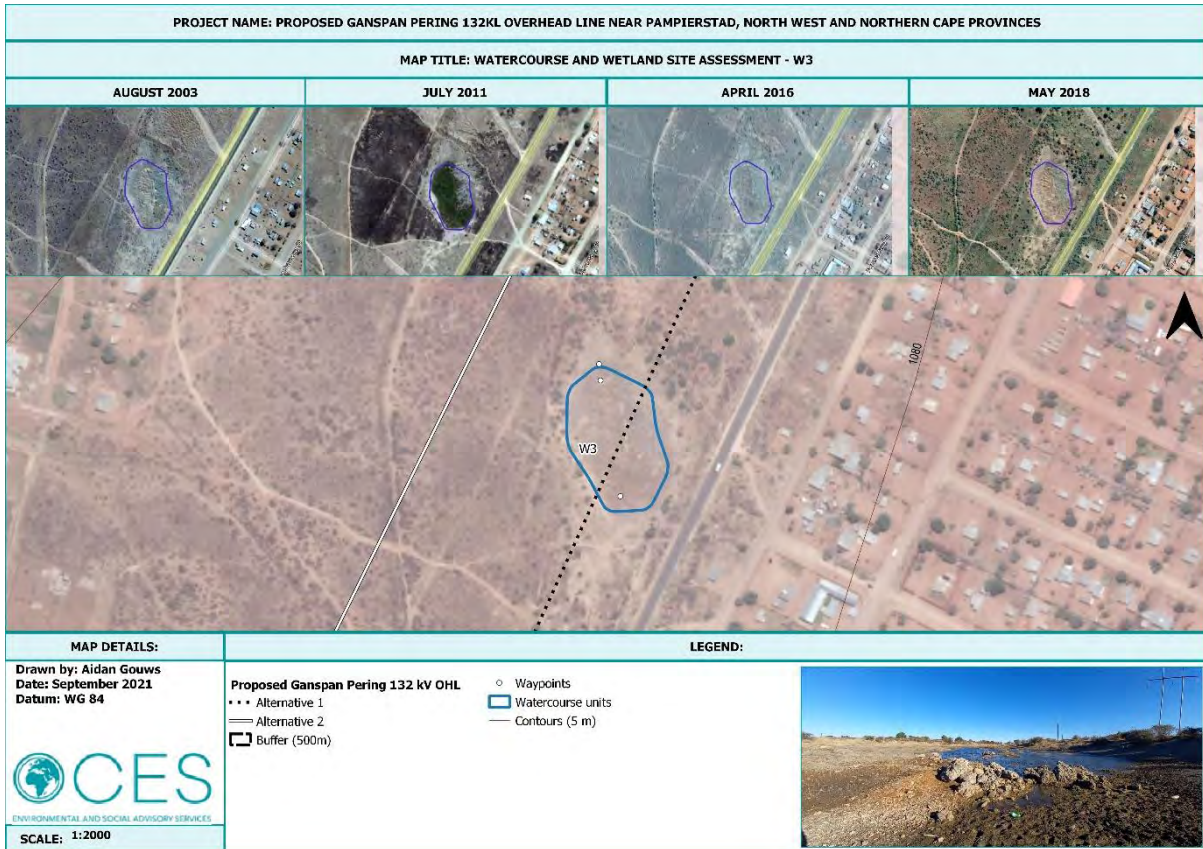 PROJECT NAME: PROPOSED GANSPAN PERING 132KL OVERHEAD LINE NEAR PAMPIERSTAD, NORTH WEST AND NORTHERN CAPE PROVINCES
MAP TITLE: WATERCOURSE AND WETLAND SITE ASSESSMENT - W3
AUGUST 2003
JULY 2011
APRIL 2016
MAY 2018
1080
W3
MAP DETAILS:
LEGEND:
Drawn by: Aidan Gouws
Date: September 2021
Datum: WG 84
Proposed Ganspan Pering 132 kV OHL
Alternative 1
Alternative 2
Buffer (500m)
Waypoints
Watercourse units
Contours (5 m)
CES
ENVIRONMENTAL AND SOCIAL ADVISORY SERVICES
SCALE: 1:2000